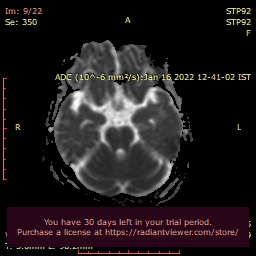 Im: 9/22
Se: 350
A
STP92
STP92
F
ADC (10^-6 mm²/s):Jan 16 2022 12-41-02 IST
R
L
You have 30 days left in your trial period.
Purchase a license at https://radiantviewer.com/store/